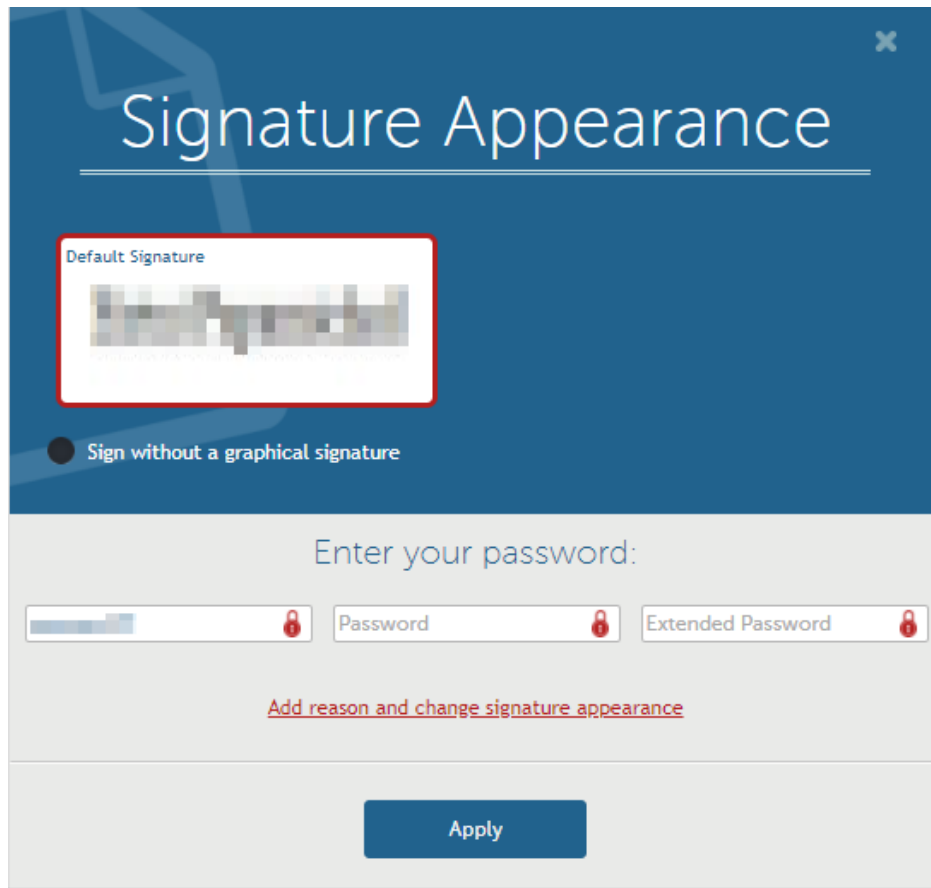 Signature Appearance
Default Signature
Sign without a graphical signature
Enter your password:
Password Extended Password
Add reason and change signature appearance
Apply